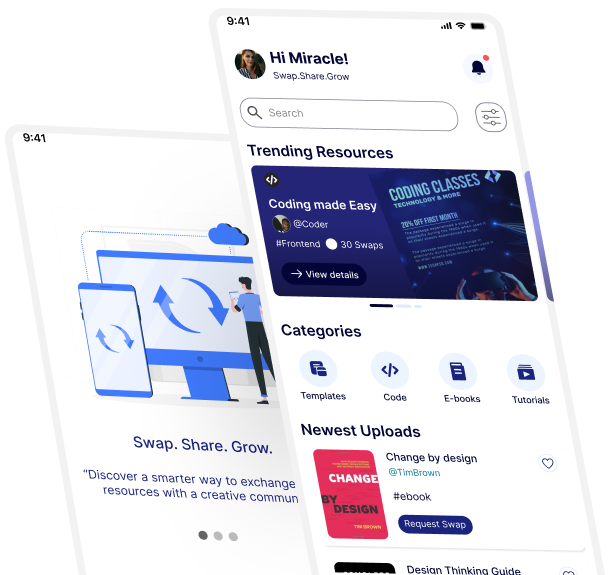 9:41
Swap. Share. Grow.
“Discover a smarter way to exchange
resources with a creative commun
9:41
Hi Miracle!
Swap.Share.Grow
Search
Trending Resources
Coding made Easy
@Coder
#Frontend 30 Swaps
View details
CODING CLASSES
TECHNOLOGY & MORE
20% OFF FIRST MONTH
Categories
Templates
Code
E-books
Tutorials
Newest Uploads
CHANGE
BY
DESIGN
TIM BROWN
Change by design
@TimBrown
#ebook
Request Swap
Design Thinking Guide